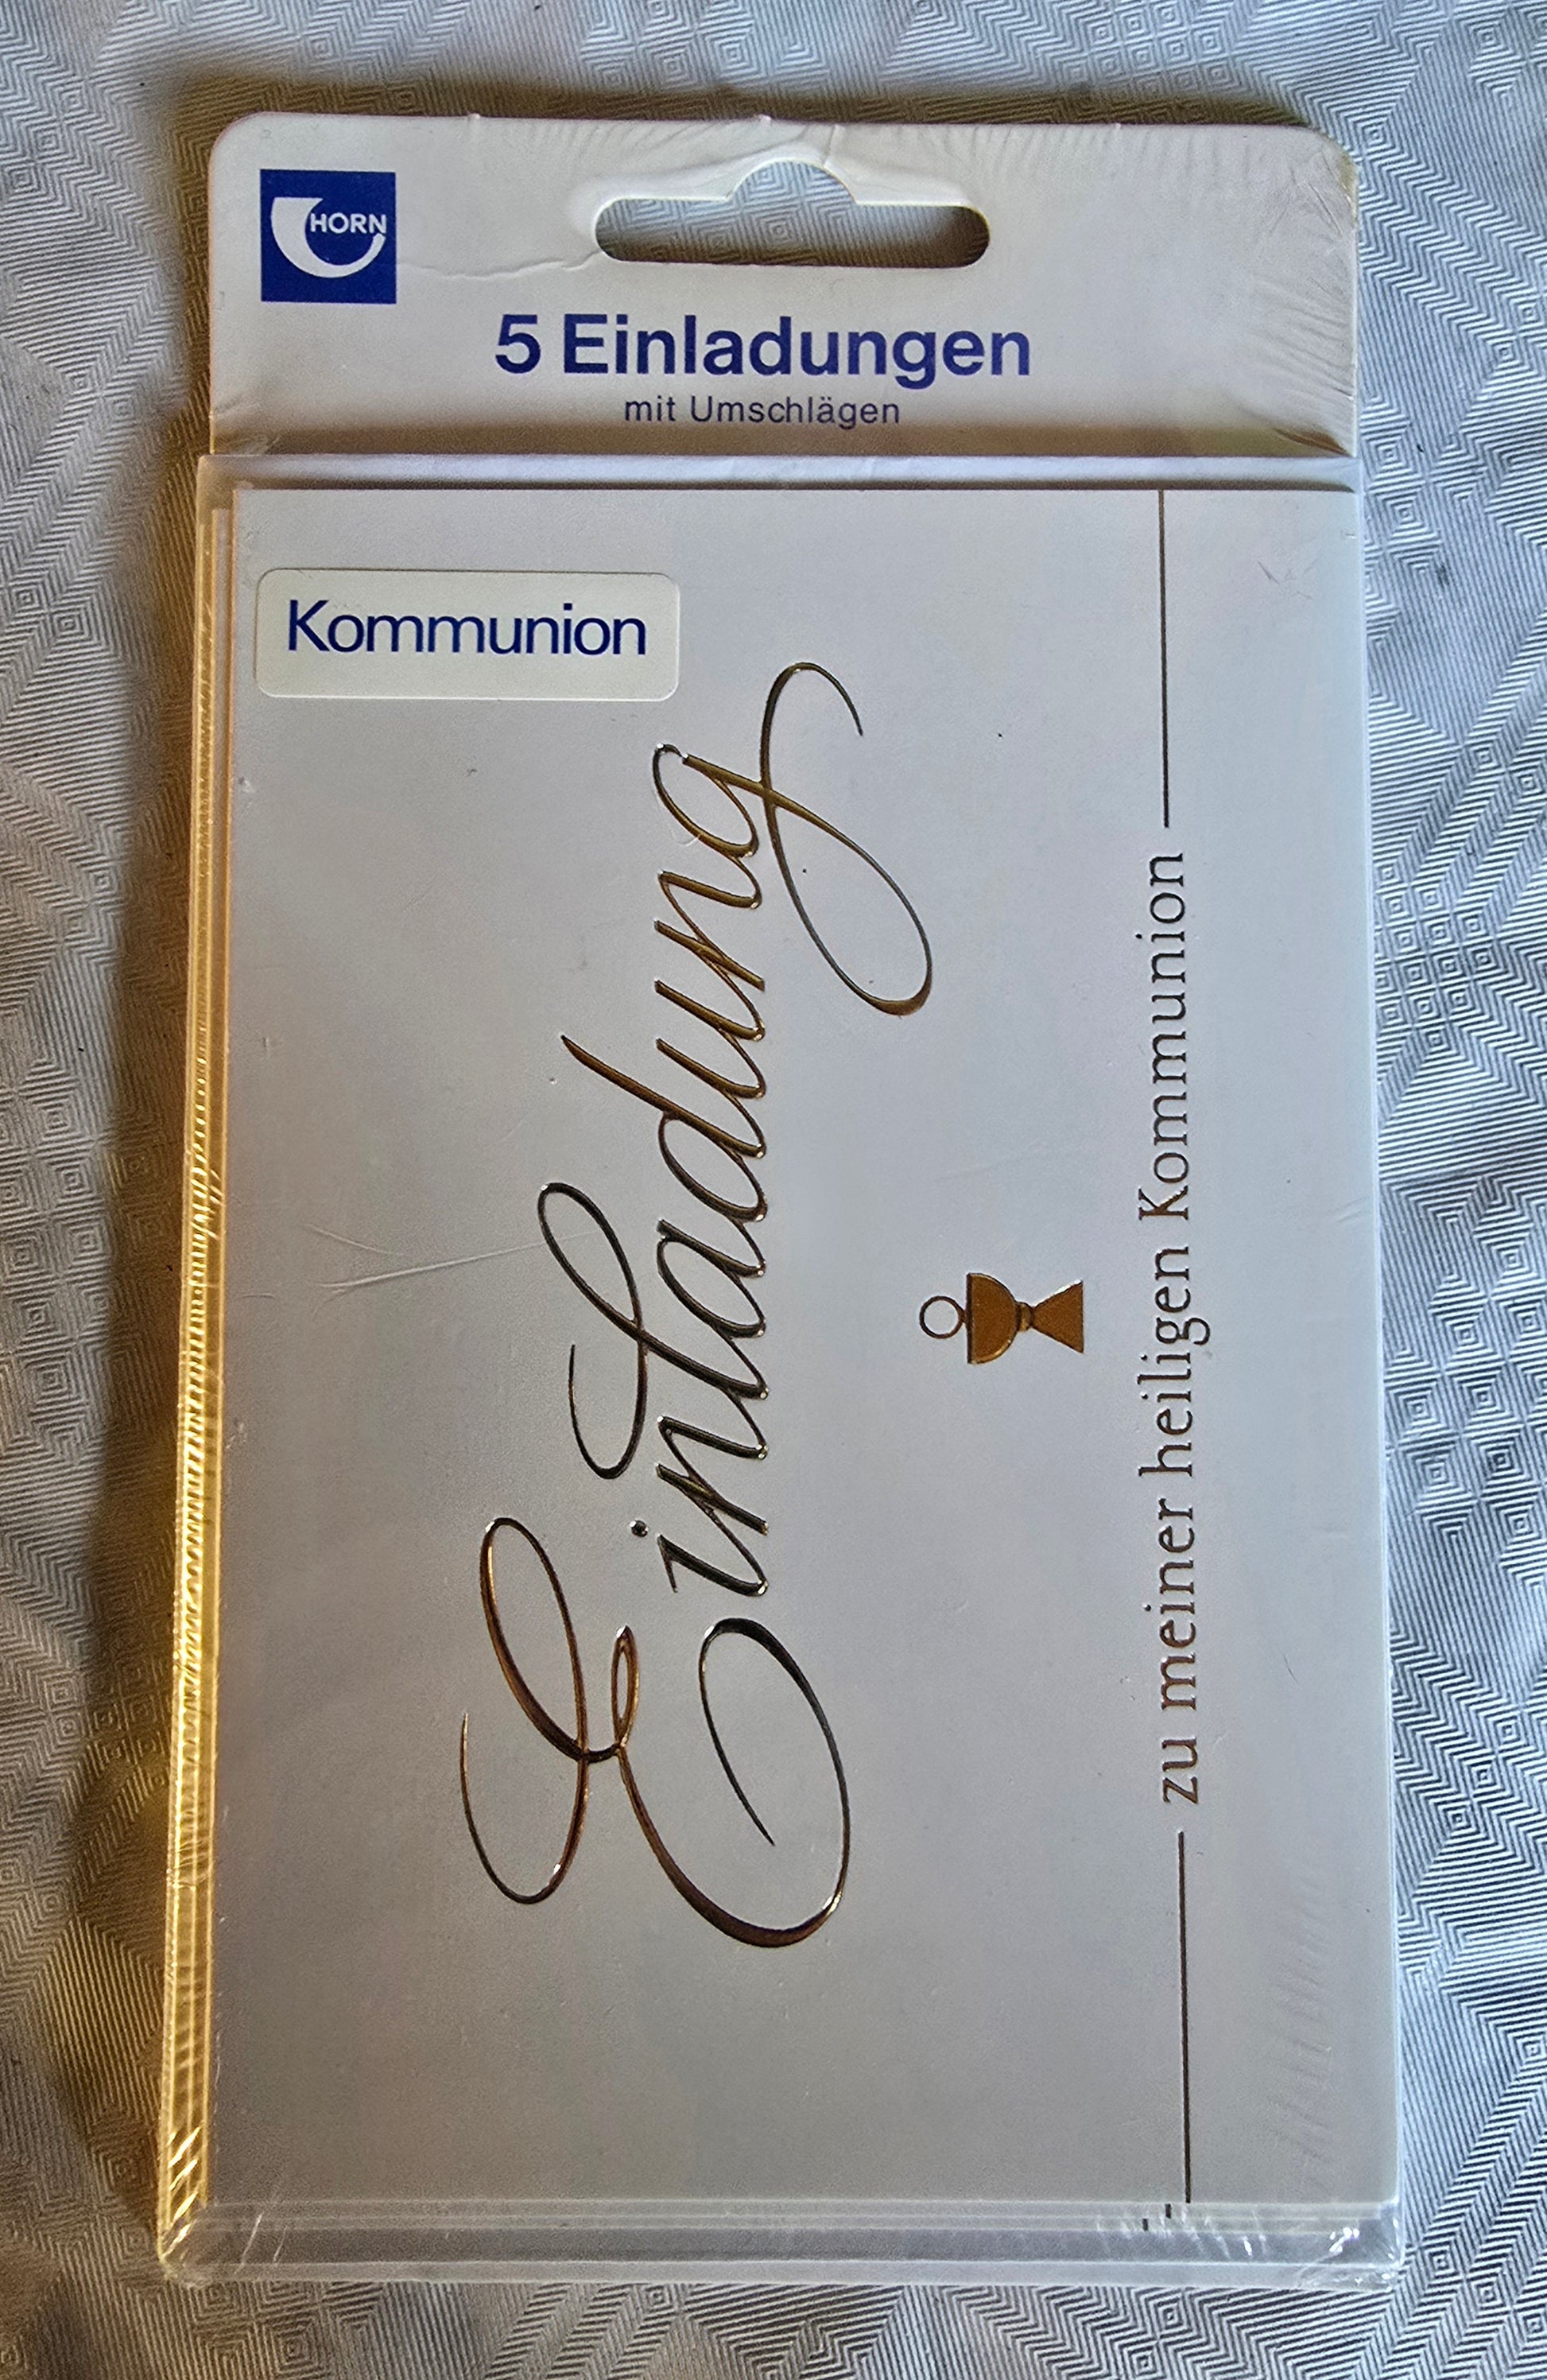 HORN
5 Einladungen
mit Umschlägen
Kommunion
Einladung
zu meiner heiligen Kommunion